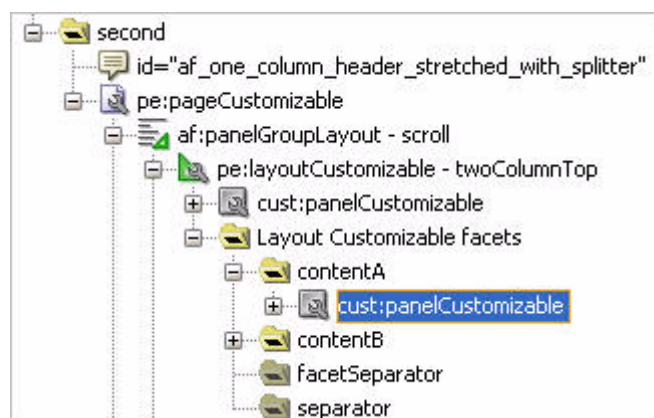 second
id="af_one_column_header_stretched_with_splitter"
pe:pageCustomizable
af:panelGroupLayout - scroll
pe:layoutCustomizable - twoColumnTop
cust:panelCustomizable
Layout Customizable facets
contentA
cust:panelCustomizable
contentB
facetSeparator
separator